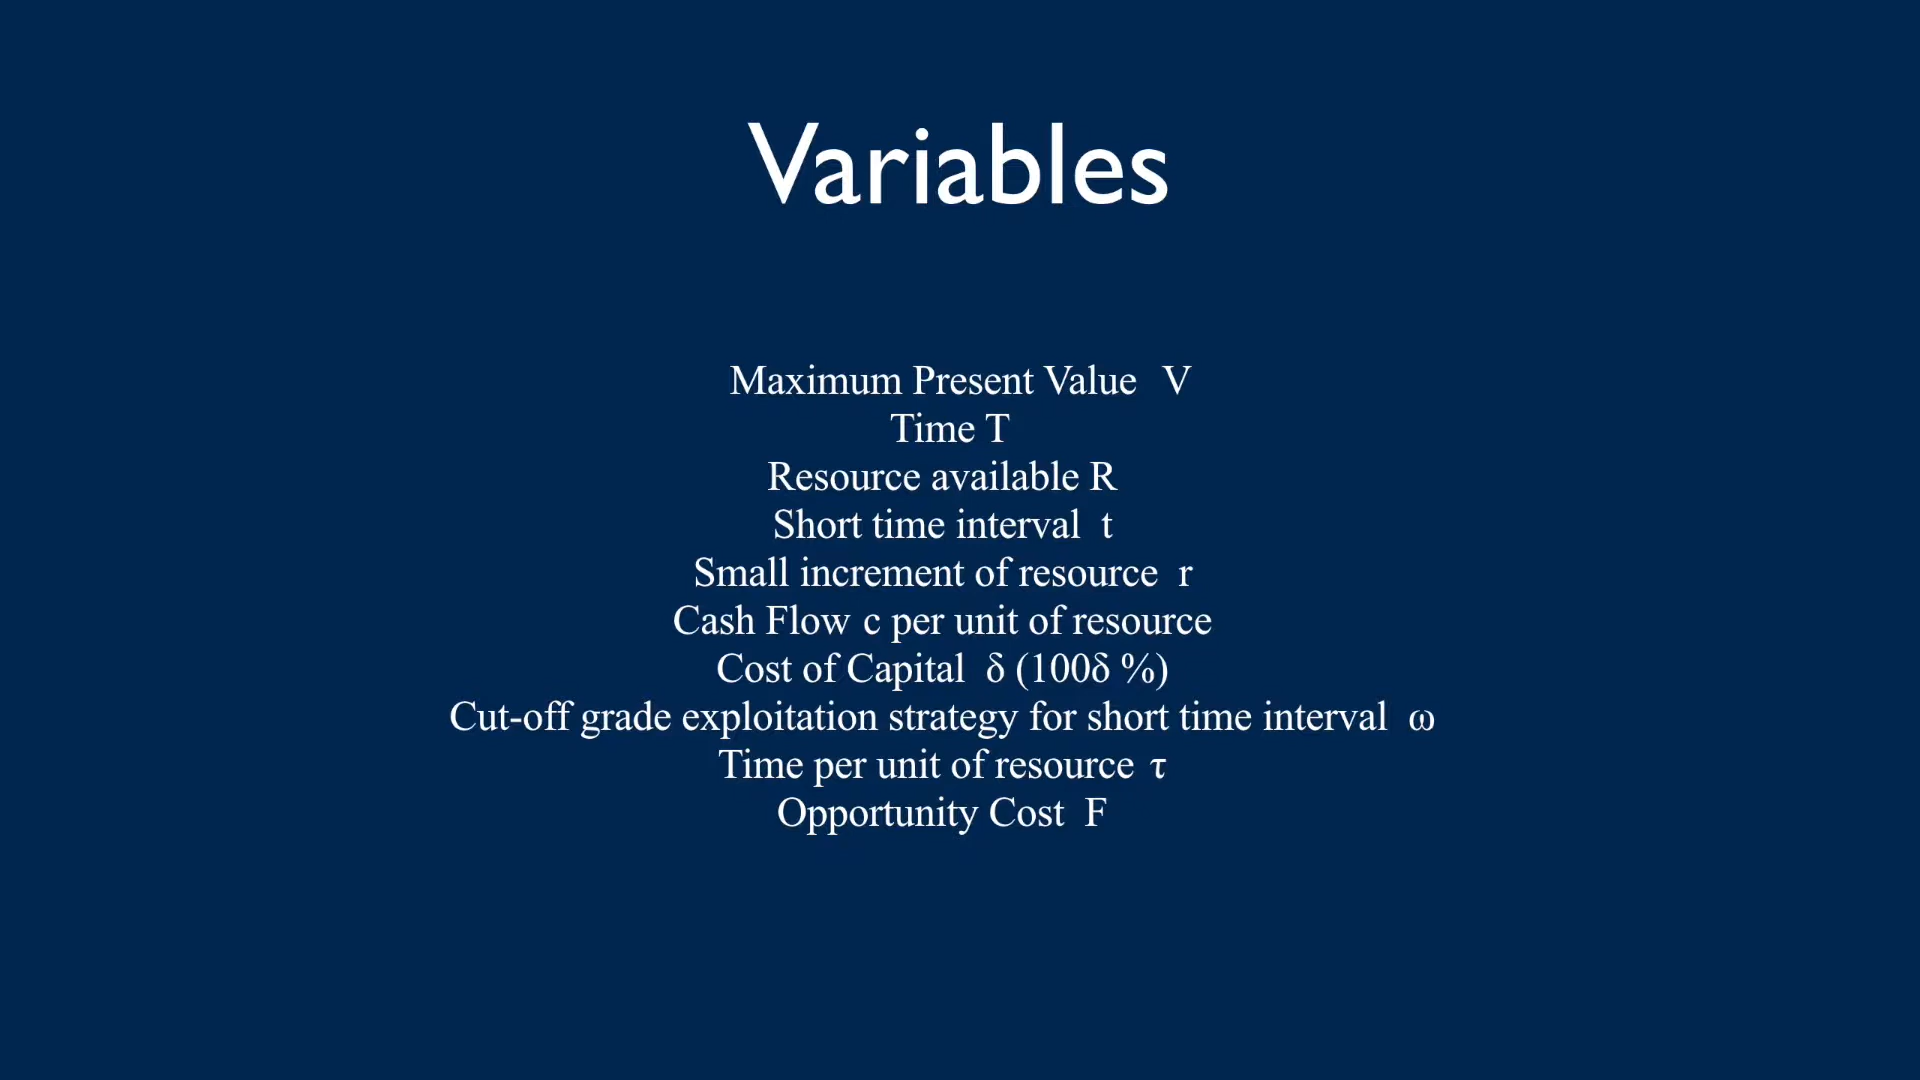 Variables
Maximum Present Value V
Time T
Resource available R
Short time interval t
Small increment of resource r
Cash Flow c per unit of resource
Cost of Capital δ (100δ %)
Cut-off grade exploitation strategy for short time interval ω
Time per unit of resource τ
Opportunity Cost F